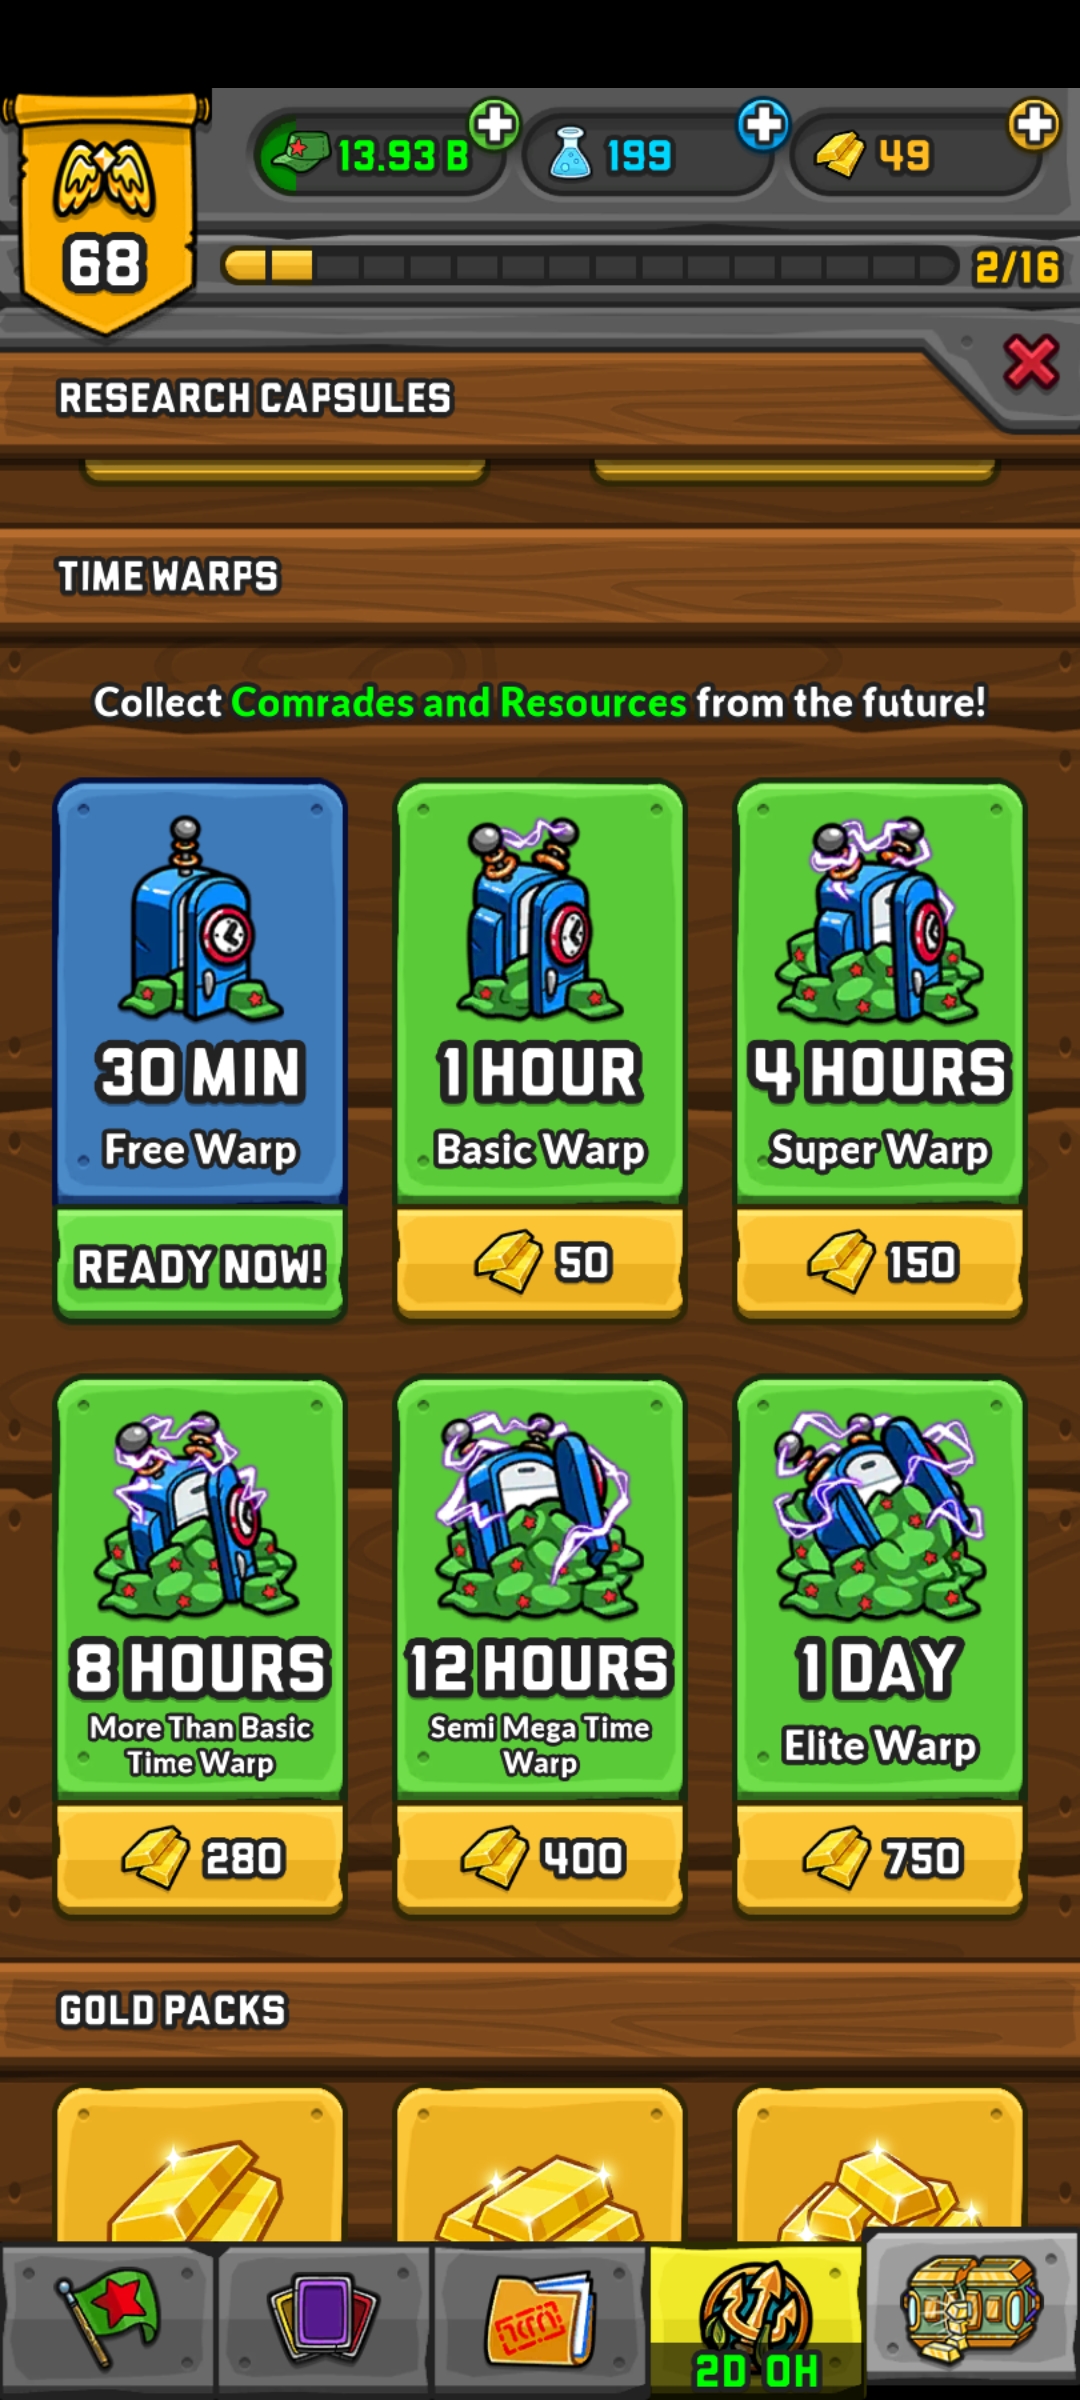 13.93 B
199
49
68
2/16
RESEARCH CAPSULES
TIME WARPS
Collect Comrades and Resources from the future!
30 MIN
Free Warp
READY NOW!
1 HOUR
Basic Warp
50
4 HOURS
Super Warp
150
8 HOURS
More Than Basic
Time Warp
280
12 HOURS
Semi Mega Time
Warp
400
1 DAY
Elite Warp
750
GOLD PACKS
2D 0H